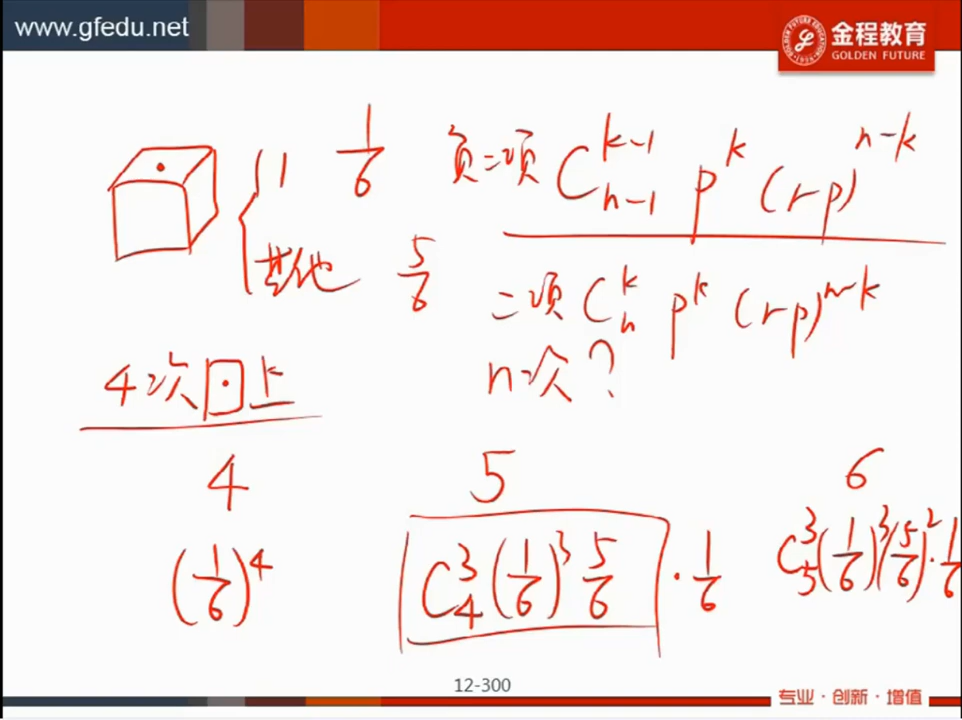 www.gfedu.net
金程教育
GOLDEN FUTURE
1 1/6
其他 5/6
负二项 C_{n-1}^{k-1} p^k (1-p)^{n-k}
二项 C_n^k p^k (1-p)^{n-k}
n次?
4次 上
4 5 6
(1/6)^4
C_4^3 (1/6)^3 5/6 · 1/6
C_5^3 (1/6)^3 (5/6)^2 · 1/6
12-300
专业·创新·增值